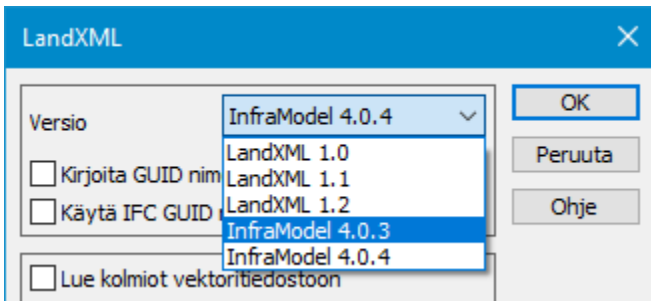 LandXML
Versio
InfraModel 4.0.4
OK
LandXML 1.0
LandXML 1.1
LandXML 1.2
InfraModel 4.0.3
InfraModel 4.0.4
Peruuta
Ohje
Kirjoita GUID
Käytä IFC GUID
Lue kolmiot vektoritiedostoon